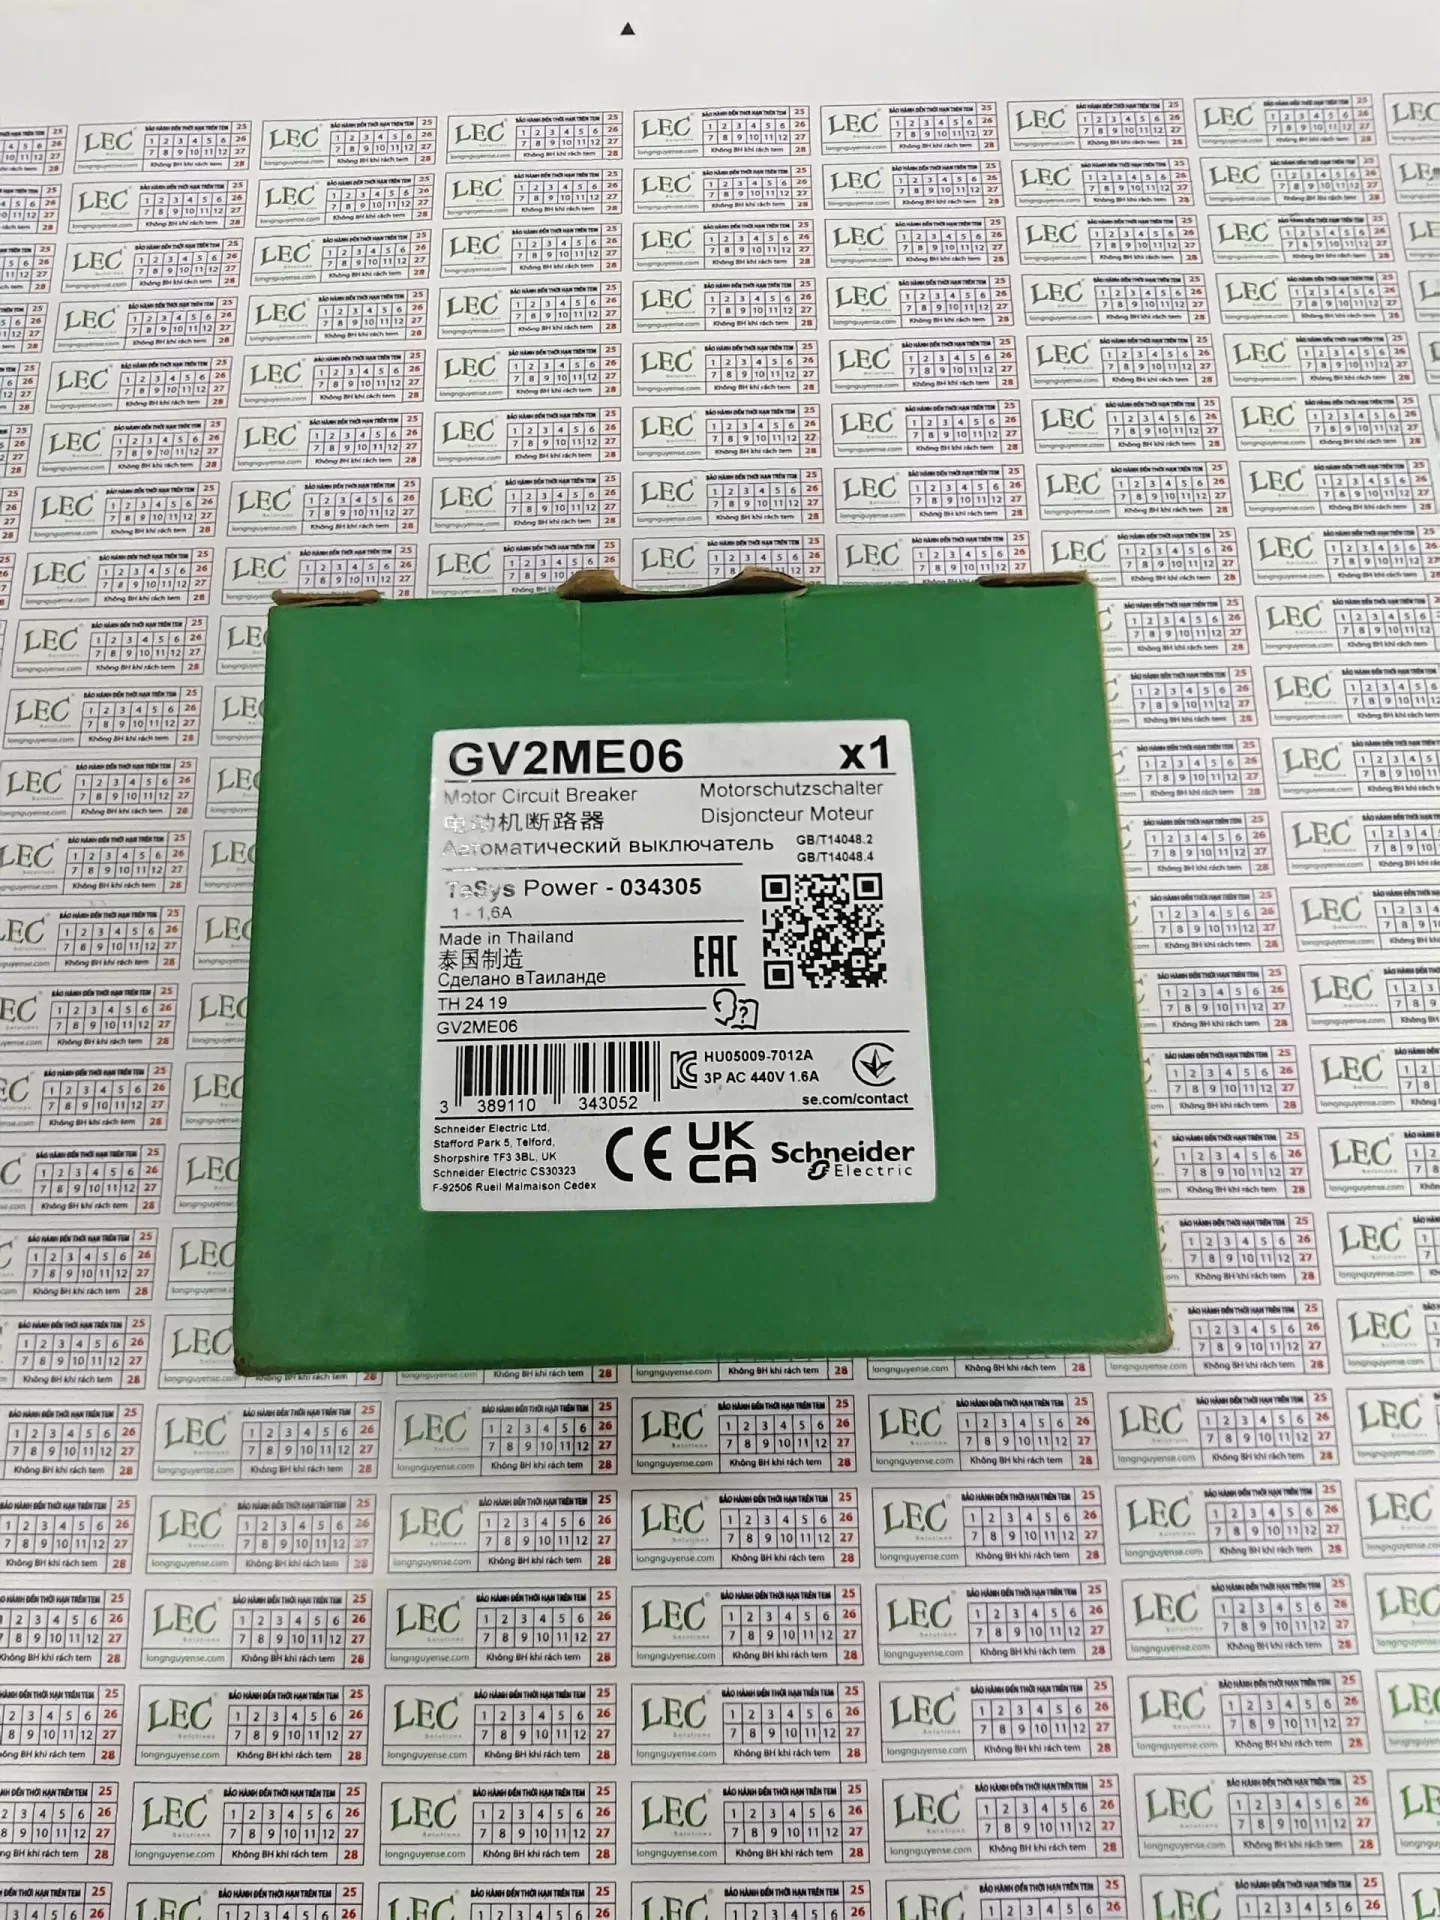 GV2ME06 x1
Motor Circuit Breaker Motorschutzschalter
电动机断路器 Disjoncteur Moteur
Автоматический выключатель GB/T14048.2
GB/T14048.4
TeSys Power - 034305
1 - 1,6A
Made in Thailand
泰国制造
Сделано вТаиланде
EAC
TH 24 19
GV2ME06
HU05009-7012A
3P AC 440V 1.6A
3 389110 343052
se.com/contact
Schneider Electric Ltd,
Stafford Park 5, Telford,
Shorpshire TF3 3BL, UK
Schneider Electric CS30323
F-92506 Rueil Malmaison Cedex
CE
UK
CA
Schneider
Electric
LEC
Solutions
longnguyense.com
BẢO HÀNH ĐẾN THỜI HẠN TRÊN TEM 25
1 2 3 4 5 6 26
7 8 9 10 11 12 27
Không BH khi rách tem 28